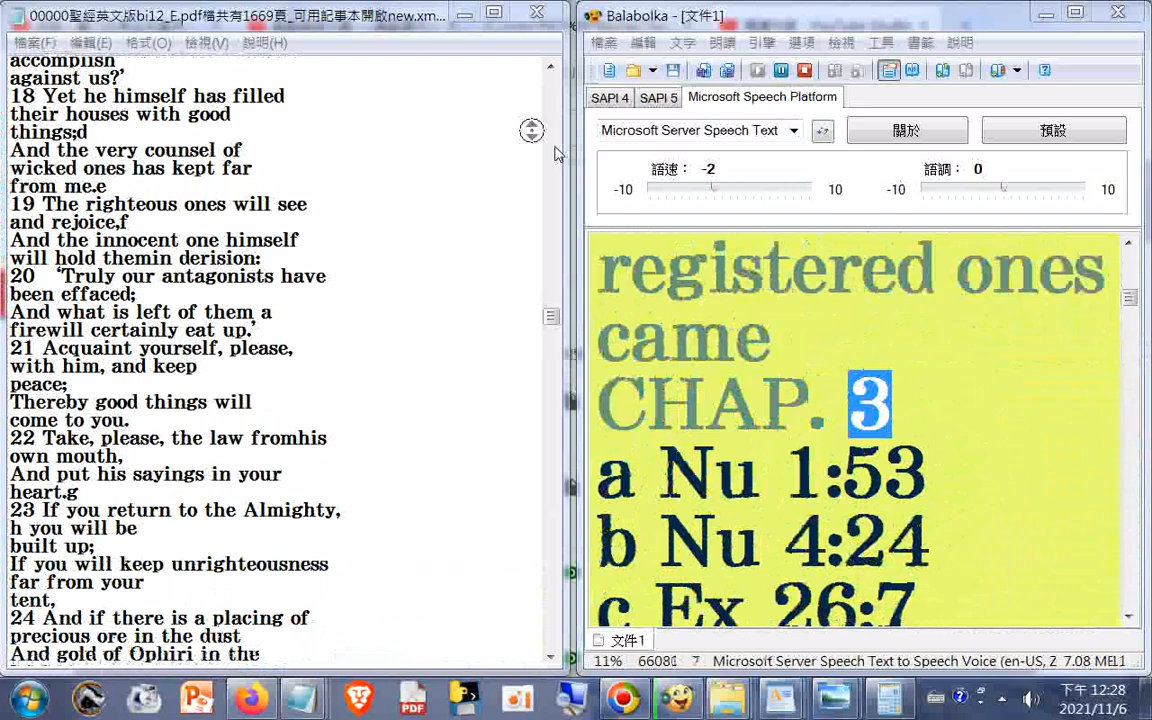 00000聖經英文版bi12_E.pdf檔共有1669頁_可用記事本開啟new.xm...
檔案(F) 編輯(E) 格式(O) 檢視(V) 說明(H)
accomplish
against us?’
18 Yet he himself has filled
their houses with good
things;d
And the very counsel of
wicked ones has kept far
from me.e
19 The righteous ones will see
and rejoice,f
And the innocent one himself
will hold themin derision:
20 ‘Truly our antagonists have
been effaced;
And what is left of them a
firewill certainly eat up.’
21 Acquaint yourself, please,
with him, and keep
peace;
Thereby good things will
come to you.
22 Take, please, the law fromhis
own mouth,
And put his sayings in your
heart.g
23 If you return to the Almighty,
h you will be
built up;
If you will keep unrighteousness
far from your
tent,
24 And if there is a placing of
precious ore in the dust
And gold of Ophiri in the
Balabolka - [文件1]
檔案 編輯 文字 朗讀 引擎 選項 檢視 工具 書籤 說明
SAPI 4 SAPI 5 Microsoft Speech Platform
Microsoft Server Speech Text 關於 預設
語速: -2 語調: 0
-10 10 -10 10
registered ones
came
CHAP. 3
a Nu 1:53
b Nu 4:24
c Ex 26:7
文件1
11% 66081 7 Microsoft Server Speech Text to Speech Voice (en-US, Z 7.08 ME
PDF
下午 12:28
2021/11/6